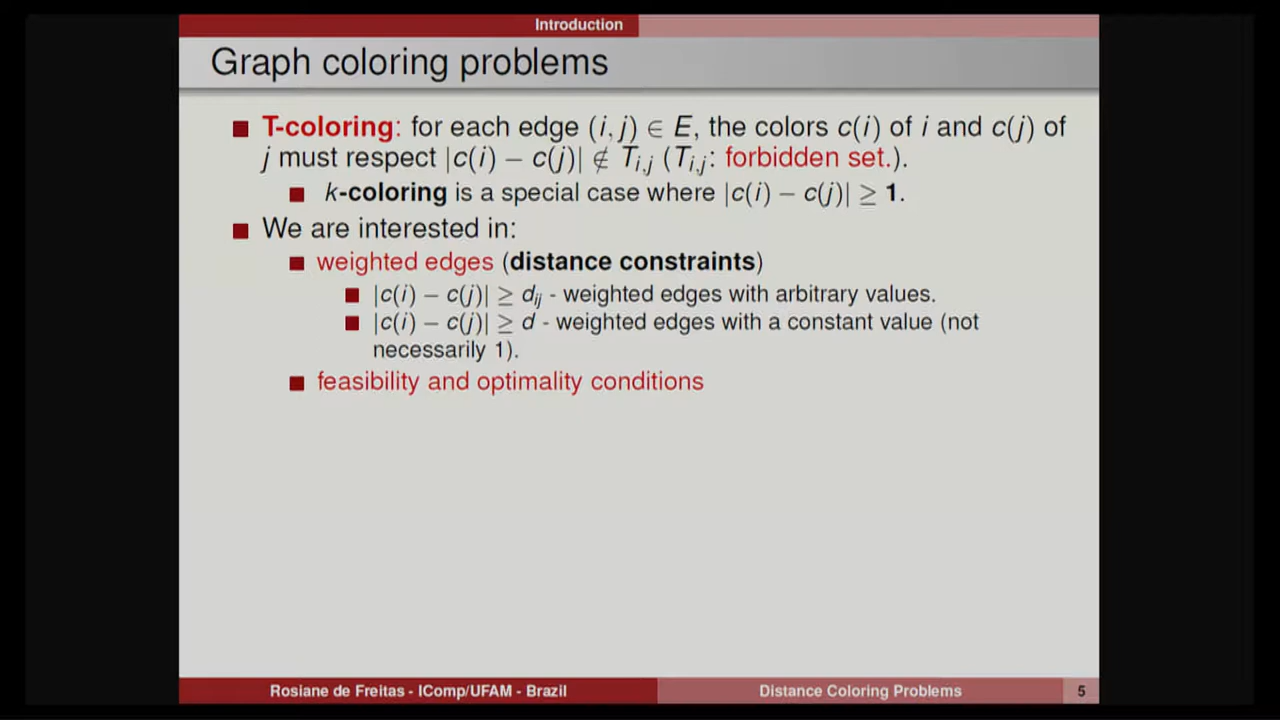 Introduction
Graph coloring problems
T-coloring: for each edge (i, j) ∈ E, the colors c(i) of i and c(j) of
j must respect |c(i) − c(j)| ∉ Ti,j (Ti,j: forbidden set.).
k-coloring is a special case where |c(i) − c(j)| ≥ 1.
We are interested in:
weighted edges (distance constraints)
|c(i) − c(j)| ≥ dij - weighted edges with arbitrary values.
|c(i) − c(j)| ≥ d - weighted edges with a constant value (not
necessarily 1).
feasibility and optimality conditions
Rosiane de Freitas - IComp/UFAM - Brazil
Distance Coloring Problems
5